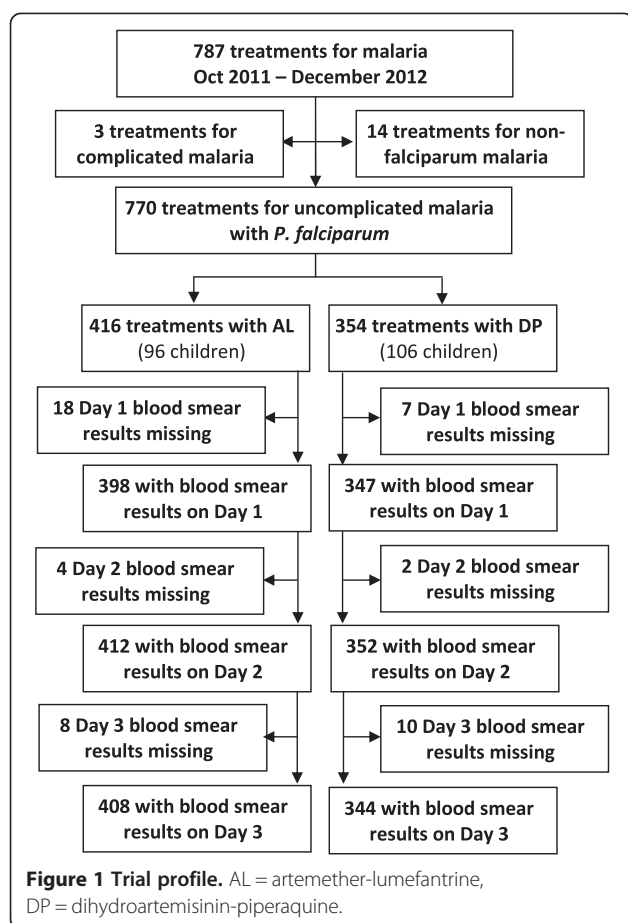 787 treatments for malaria
Oct 2011 – December 2012
3 treatments for
complicated malaria
14 treatments for non-
falciparum malaria
770 treatments for uncomplicated malaria
with P. falciparum
416 treatments with AL
(96 children)
354 treatments with DP
(106 children)
18 Day 1 blood smear
results missing
7 Day 1 blood smear
results missing
398 with blood smear
results on Day 1
347 with blood smear
results on Day 1
4 Day 2 blood smear
results missing
2 Day 2 blood smear
results missing
412 with blood smear
results on Day 2
352 with blood smear
results on Day 2
8 Day 3 blood smear
results missing
10 Day 3 blood smear
results missing
408 with blood smear
results on Day 3
344 with blood smear
results on Day 3
Figure 1 Trial profile. AL = artemether-lumefantrine,
DP = dihydroartemisinin-piperaquine.